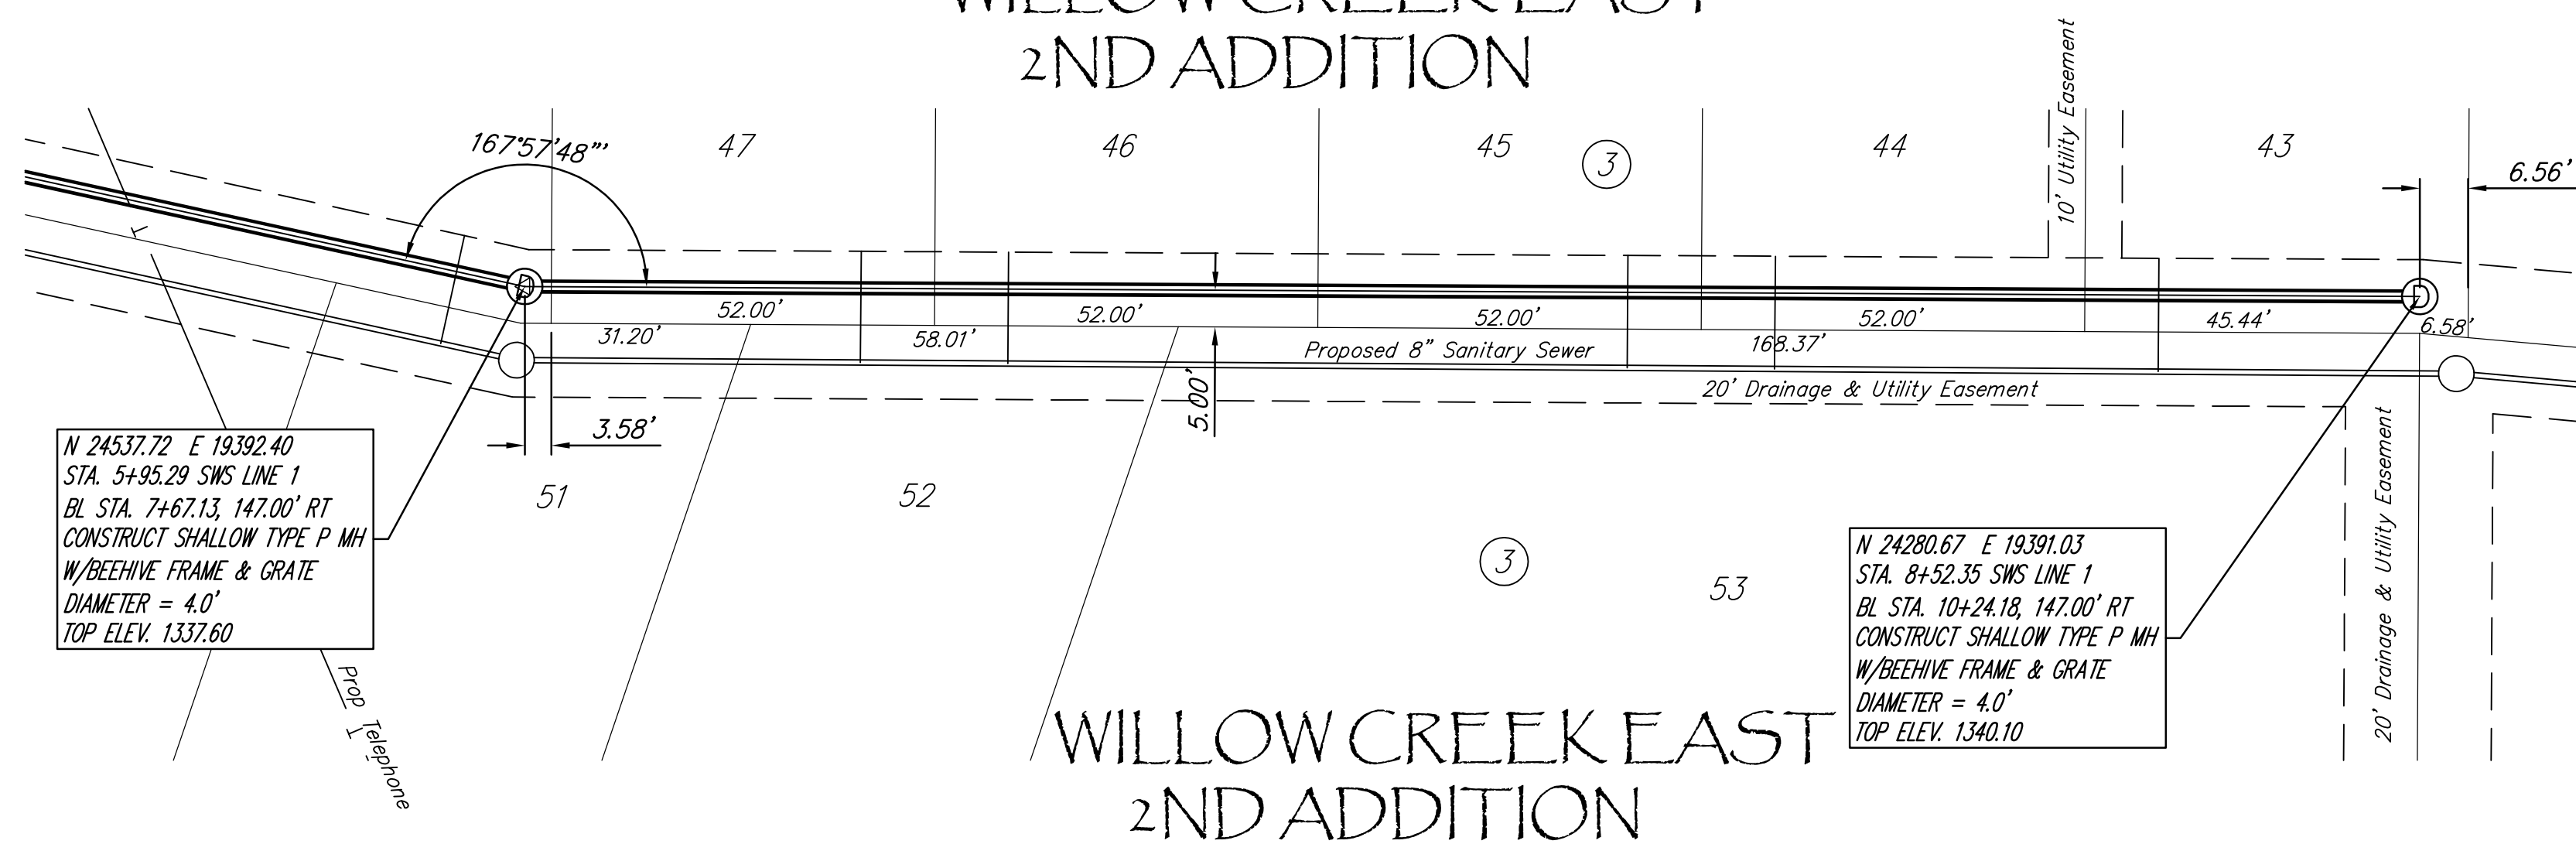 WILLOW CREEK EAST
2ND ADDITION
10' Utility Easement
167°57'48"'
47
46
45
3
44
43
6.56'
52.00'
52.00'
52.00'
52.00'
45.44'
6.58'
31.20'
58.01'
Proposed 8" Sanitary Sewer
168.37'
5.00'
20' Drainage & Utility Easement
3.58'
N 24537.72 E 19392.40
STA. 5+95.29 SWS LINE 1
BL STA. 7+67.13, 147.00' RT
CONSTRUCT SHALLOW TYPE P MH
W/BEEHIVE FRAME & GRATE
DIAMETER = 4.0'
TOP ELEV. 1337.60
51
52
3
53
N 24280.67 E 19391.03
STA. 8+52.35 SWS LINE 1
BL STA. 10+24.18, 147.00' RT
CONSTRUCT SHALLOW TYPE P MH
W/BEEHIVE FRAME & GRATE
DIAMETER = 4.0'
TOP ELEV. 1340.10
20' Drainage & Utility Easement
Prop Telephone
WILLOW CREEK EAST
2ND ADDITION